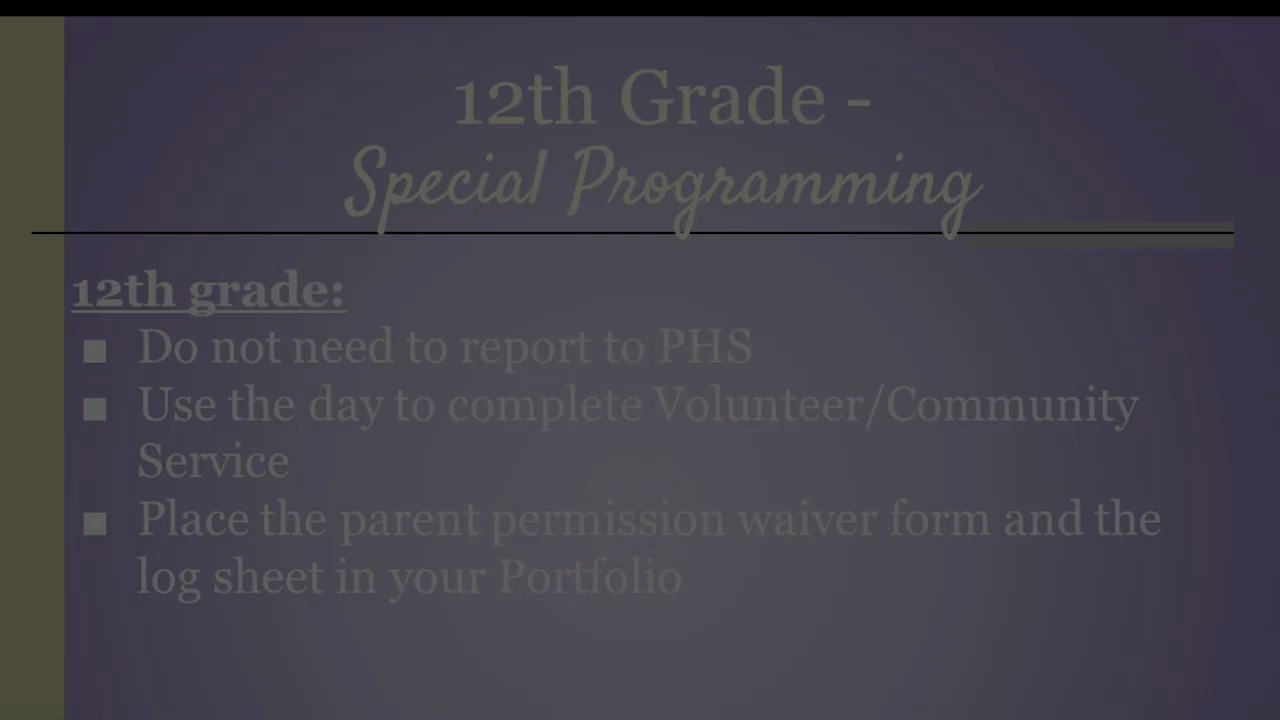 12th Grade -
Special Programming
12th grade:
■ Do not need to report to PHS
■ Use the day to complete Volunteer/Community
Service
■ Place the parent permission waiver form and the
log sheet in your Portfolio